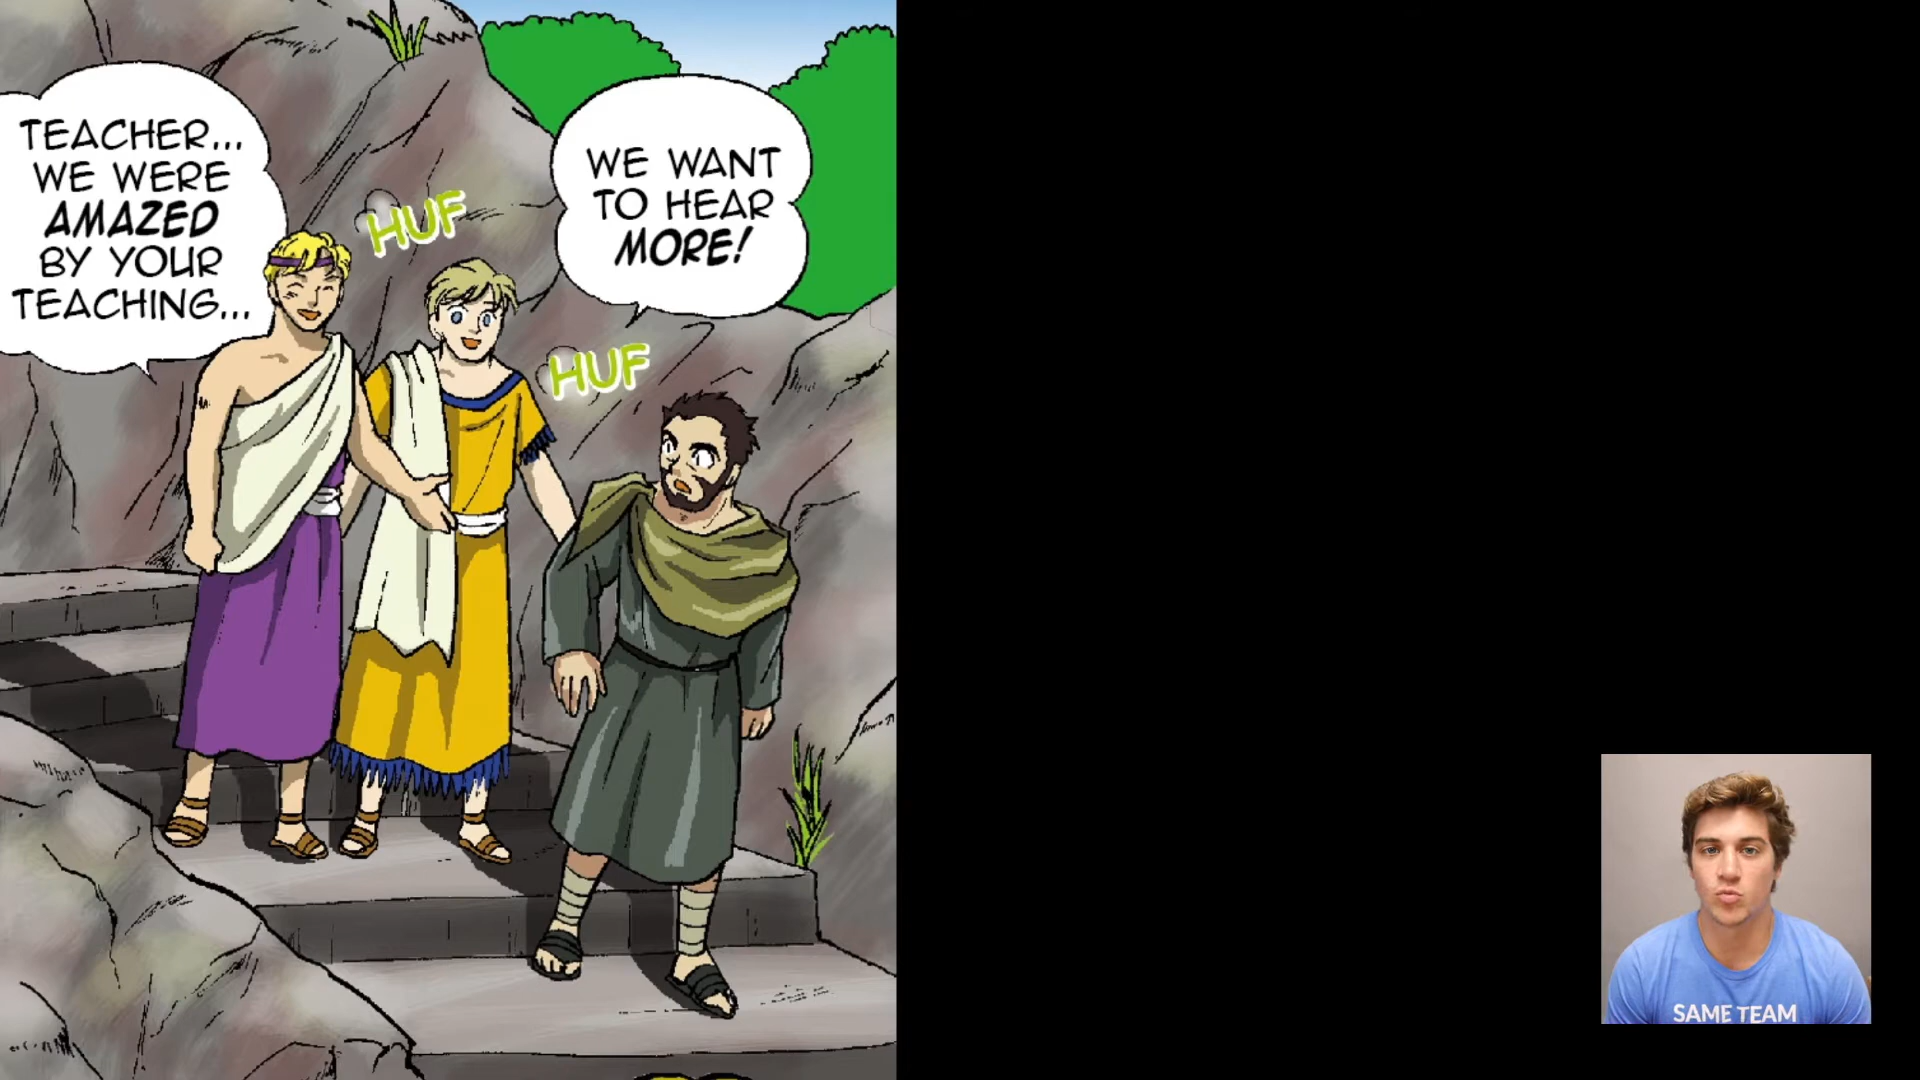 TEACHER...
WE WERE
AMAZED
BY YOUR
TEACHING...
HUF
WE WANT
TO HEAR
MORE!
HUF
SAME TEAM